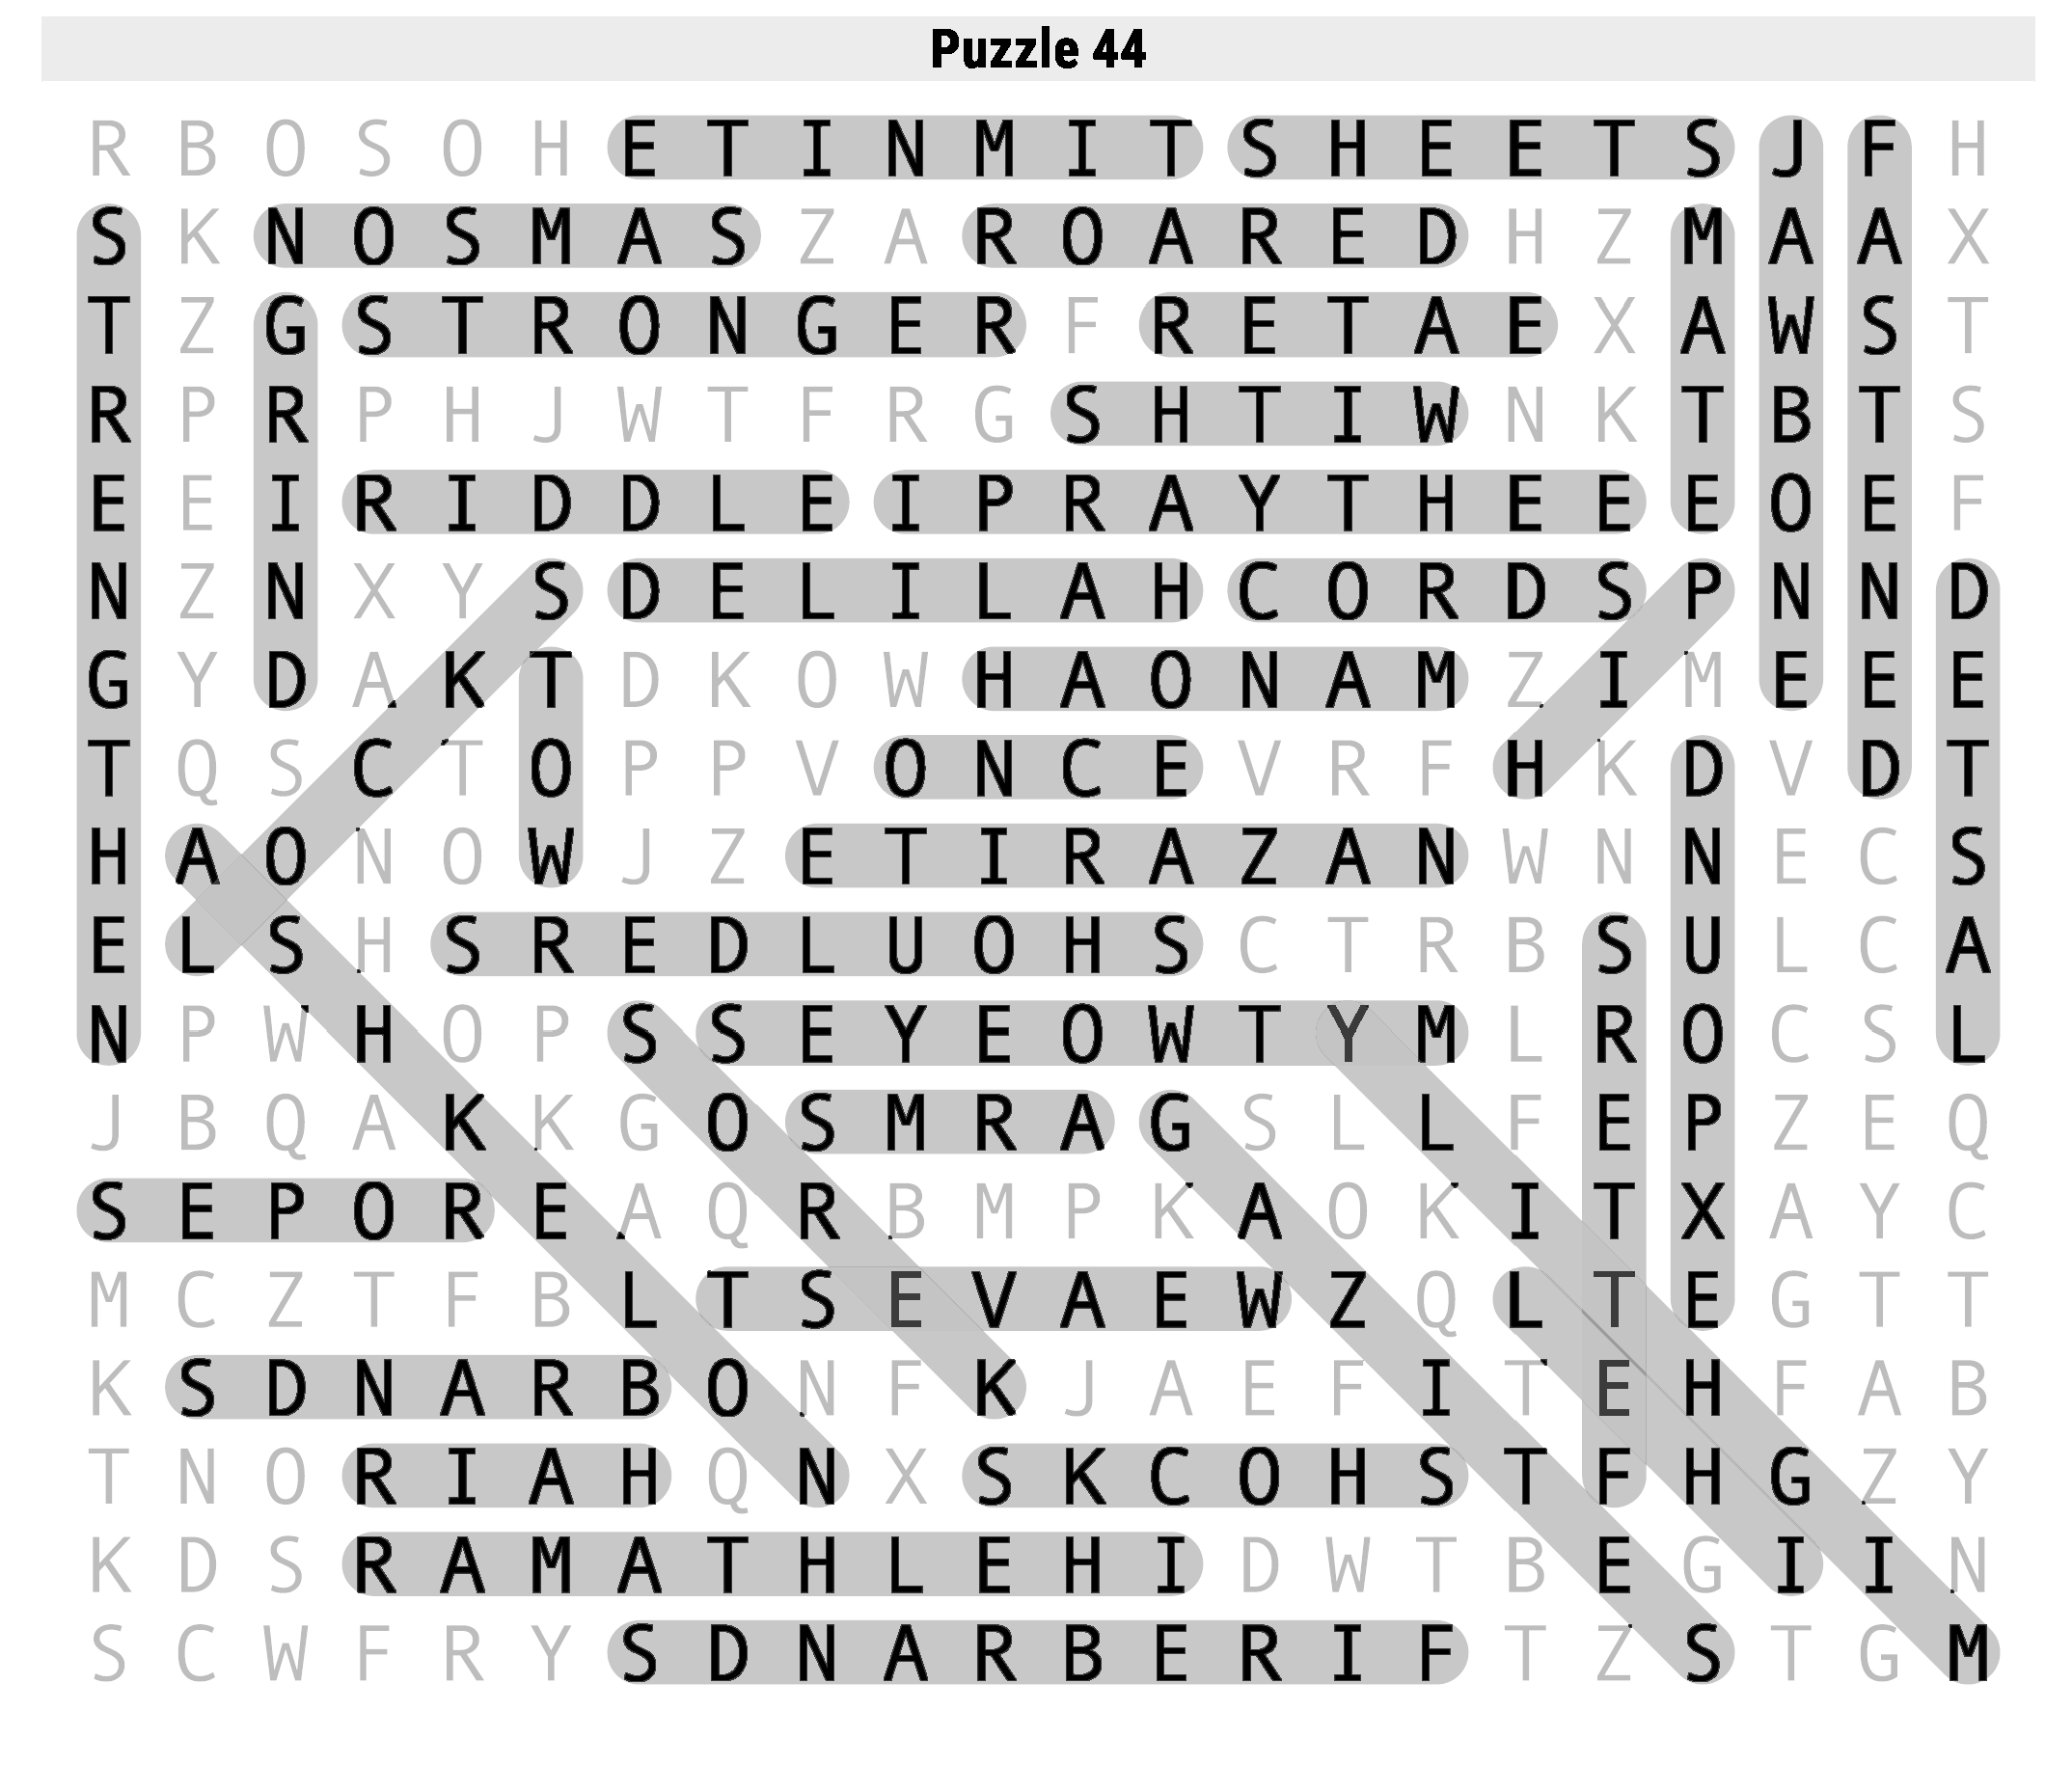 Puzzle 44
R B O S O H E T I N M I T S H E E T S J F H
S K N O S M A S Z A R O A R E D H Z M A A X
T Z G S T R O N G E R F R E T A E X A W S T
R P R P H J W T F R G S H T I W N K T B T S
E E I R I D D L E I P R A Y T H E E E O E F
N Z N X Y S D E L I L A H C O R D S P N N D
G Y D A K T D K O W H A O N A M Z I M E E E
T Q S C T O P P V O N C E V R F H K D V D T
H A O N O W J Z E T I R A Z A N W N N E C S
E L S H S R E D L U O H S C T R B S U L C A
N P W H O P S S E Y E O W T Y M L R O C S L
J B Q A K K G O S M R A G S L L F E P Z E Q
S E P O R E A Q R B M P K A O K I T X A Y C
M C Z T F B L T S E V A E W Z Q L T E G T T
K S D N A R B O N F K J A E F I T E H F A B
T N O R I A H Q N X S K C O H S T F H G Z Y
K D S R A M A T H L E H I D W T B E G I I N
S C W F R Y S D N A R B E R I F T Z S T G M